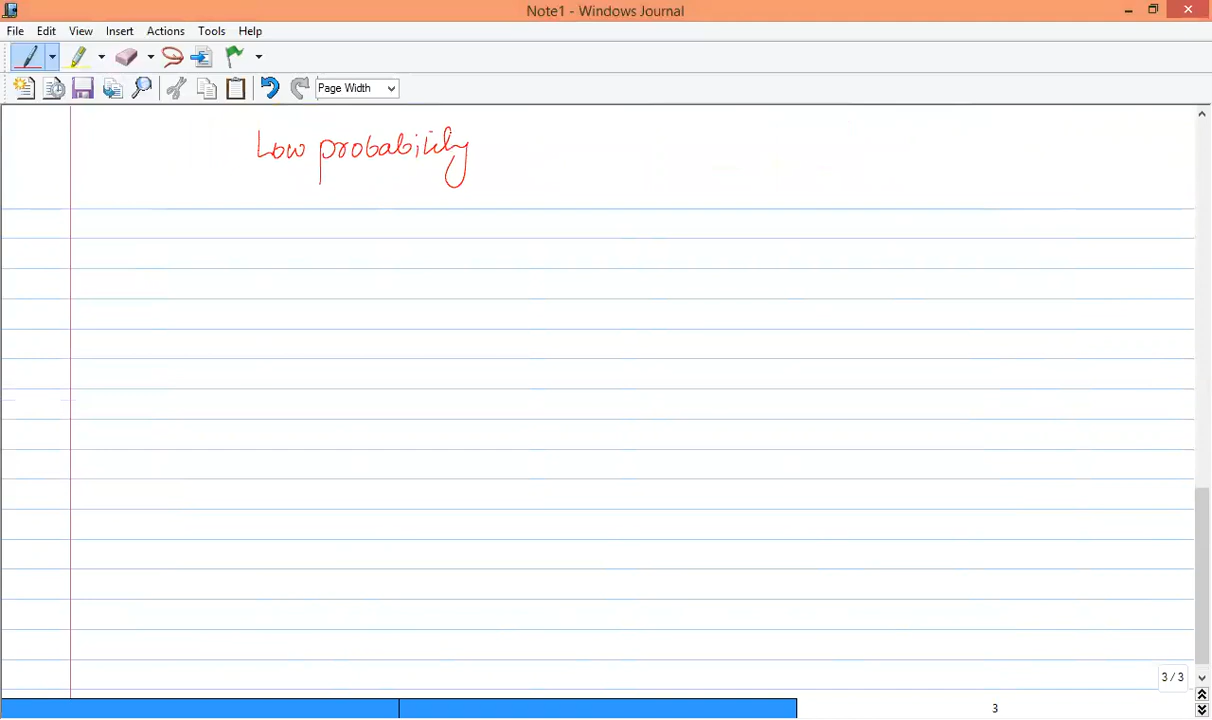 Note1 - Windows Journal
File Edit View Insert Actions Tools Help
Page Width
Low probability
3 / 3
3